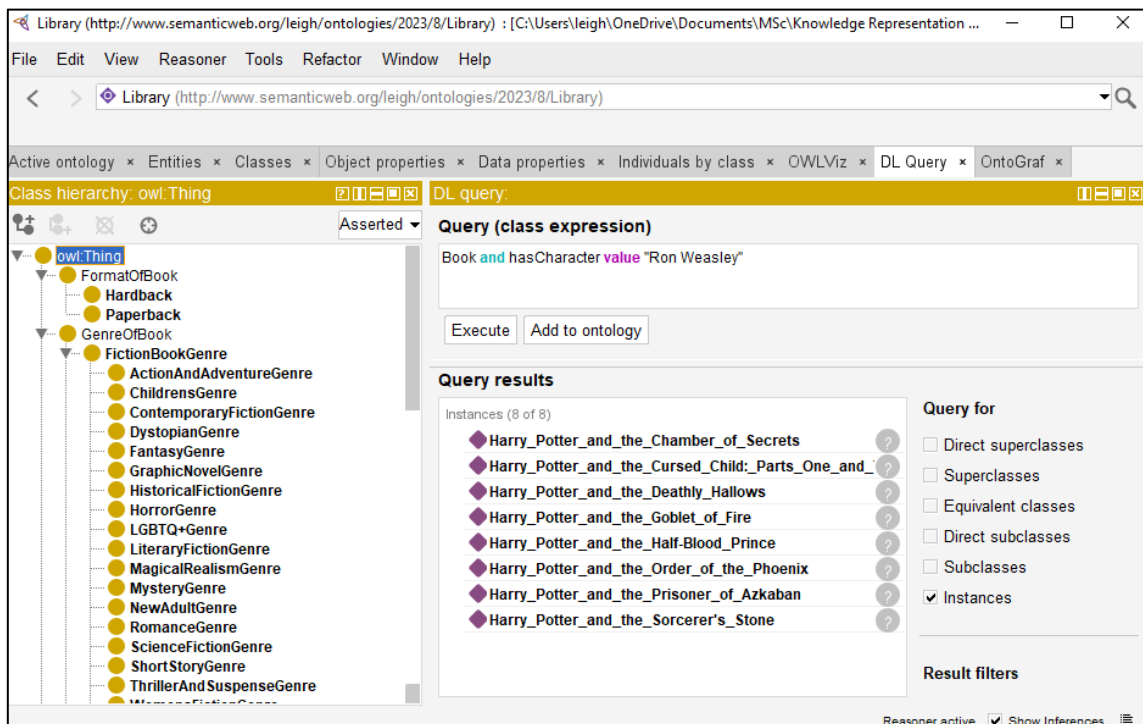 Library (http://www.semanticweb.org/leigh/ontologies/2023/8/Library) : [C:\Users\leigh\OneDrive\Documents\MSc\Knowledge Representation ...
File Edit View Reasoner Tools Refactor Window Help
Library (http://www.semanticweb.org/leigh/ontologies/2023/8/Library)
Active ontology × Entities × Classes × Object properties × Data properties × Individuals by class × OWLViz × DL Query × OntoGraf ×
Class hierarchy: owl:Thing
Asserted
owl:Thing
FormatOfBook
Hardback
Paperback
GenreOfBook
FictionBookGenre
ActionAndAdventureGenre
ChildrensGenre
ContemporaryFictionGenre
DystopianGenre
FantasyGenre
GraphicNovelGenre
HistoricalFictionGenre
HorrorGenre
LGBTQ+Genre
LiteraryFictionGenre
MagicalRealismGenre
MysteryGenre
NewAdultGenre
RomanceGenre
ScienceFictionGenre
ShortStoryGenre
ThrillerAndSuspenseGenre
DL query:
Query (class expression)
Book and hasCharacter value "Ron Weasley"
Execute Add to ontology
Query results
Instances (8 of 8)
Harry_Potter_and_the_Chamber_of_Secrets
Harry_Potter_and_the_Cursed_Child:_Parts_One_and_
Harry_Potter_and_the_Deathly_Hallows
Harry_Potter_and_the_Goblet_of_Fire
Harry_Potter_and_the_Half-Blood_Prince
Harry_Potter_and_the_Order_of_the_Phoenix
Harry_Potter_and_the_Prisoner_of_Azkaban
Harry_Potter_and_the_Sorcerer's_Stone
Query for
Direct superclasses
Superclasses
Equivalent classes
Direct subclasses
Subclasses
Instances
Result filters
Reasoner active Show Inferences